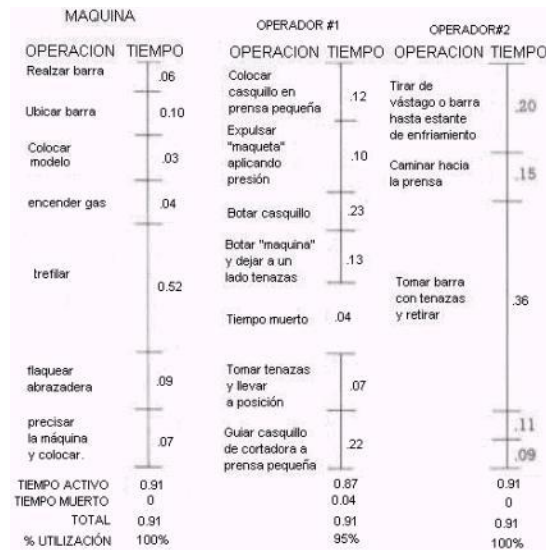 MAQUINA
OPERACION TIEMPO
Realzar barra .06
Ubicar barra 0.10
Colocar
modelo .03
encender gas .04
trefilar 0.52
flaquear
abrazadera .09
precisar
la máquina
y colocar. .07
OPERADOR #1
OPERACION TIEMPO
Colocar
casquillo en
prensa pequeña .12
Expulsar
"maqueta"
aplicando
presión .10
Botar casquillo .23
Botar "maquina"
y dejar a un
lado tenazas .13
Tiempo muerto .04
Tomar tenazas
y llevar
a posición .07
Guiar casquillo
de cortadora a
prensa pequeña .22
OPERADOR#2
OPERACION TIEMPO
Tirar de
vástago o barra
hasta estante
de enfriamiento .20
Caminar hacia
la prensa .15
Tomar barra
con tenazas
y retirar .36
.11
.09
TIEMPO ACTIVO 0.91 0.87 0.91
TIEMPO MUERTO 0 0.04 0
TOTAL 0.91 0.91 0.91
% UTILIZACIÓN 100% 95% 100%